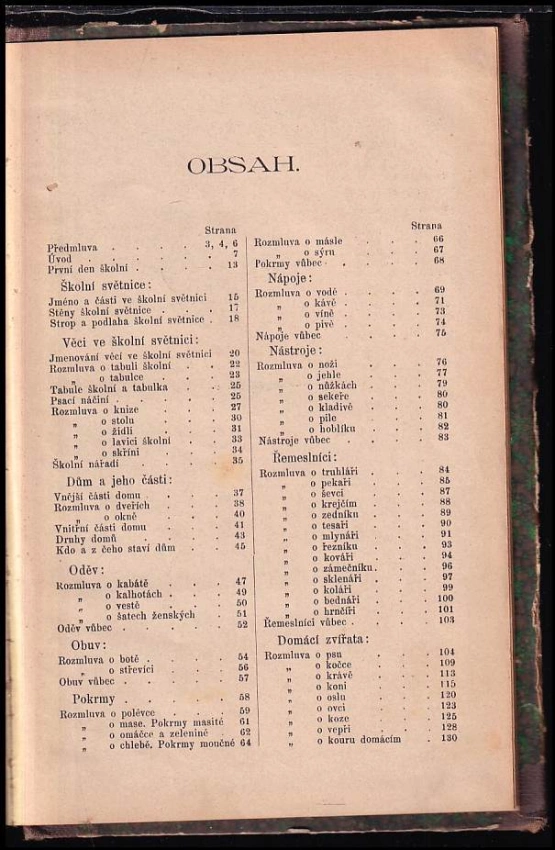 OBSAH.
Strana
Předmluva . . . . 3, 4, 6
Úvod . . . . . 7
První den školní . . . . 13
Školní světnice:
Jméno a části ve školní světnici 15
Stěny školní světnice . . . 17
Strop a podlaha školní světnice . 18
Věci ve školní světnici:
Jmenování věcí ve školní světnici 20
Rozmluva o tabuli školní . . 22
„ o tabulce . . . 23
Tabule školní a tabulka . . . 25
Psací náčiní . . . . . 25
Rozmluva o knize . . . . 27
„ o stolu . . . . 30
„ o židli . . . . 31
„ o lavici školní . . 33
„ o skříni . . . 34
Školní nářadí . . . . 35
Dům a jeho části:
Vnější části domu . . . 37
Rozmluva o dveřích . . . 38
„ o okně . . . . 40
Vnitřní části domu . . . 41
Druhy domů . . . . 43
Kdo a z čeho staví dům . . 45
Oděv:
Rozmluva o kabátě . . . 47
„ o kalhotách . . . 49
„ o vestě . . . . 50
„ o šatech ženských . 51
Oděv vůbec . . . . . 52
Obuv:
Rozmluva o botě . . . . 54
„ o střevíci . . . 56
Obuv vůbec . . . . . 57
Pokrmy . . . . . 58
Rozmluva o polévce . . . 59
„ o mase. Pokrmy masité 61
„ o omáčce a zelenině . 62
„ o chlebě. Pokrmy moučné 64
Strana
Rozmluva o másle . . . 66
„ o sýru . . . 67
Pokrmy vůbec . . . . 68
Nápoje:
Rozmluva o vodě . . . . 69
„ o kávě . . . . 71
„ o víně . . . . 73
„ o pivě . . . . 74
Nápoje vůbec . . . . 75
Nástroje:
Rozmluva o noži . . . . 76
„ o jehle . . . . 77
„ o nůžkách . . . 79
„ o sekeře . . . 80
„ o kladivě . . . 80
„ o pile . . . . 81
„ o hoblíku . . . 82
Nástroje vůbec . . . . 83
Řemeslníci:
Rozmluva o truhláři . . . 84
„ o pekaři . . . 85
„ o ševci . . . . 87
„ o krejčím . . . 88
„ o zedníku . . . 89
„ o tesaři . . . 90
„ o mlynáři . . . 91
„ o řezníku . . . 93
„ o kováři . . . 94
„ o zámečníku . . . 96
„ o sklenáři . . . 97
„ o koláři . . . 99
„ o bednáři . . . 100
„ o hrnčíři . . . 101
Řemeslníci vůbec . . . . 103
Domácí zvířata:
Rozmluva o psu . . . . 104
„ o kočce . . . 109
„ o krávě . . . 113
„ o koni . . . . 115
„ o oslu . . . . 120
„ o ovci . . . . 123
„ o koze . . . . 125
„ o vepři . . . . 128
„ o kouru domácím . 130